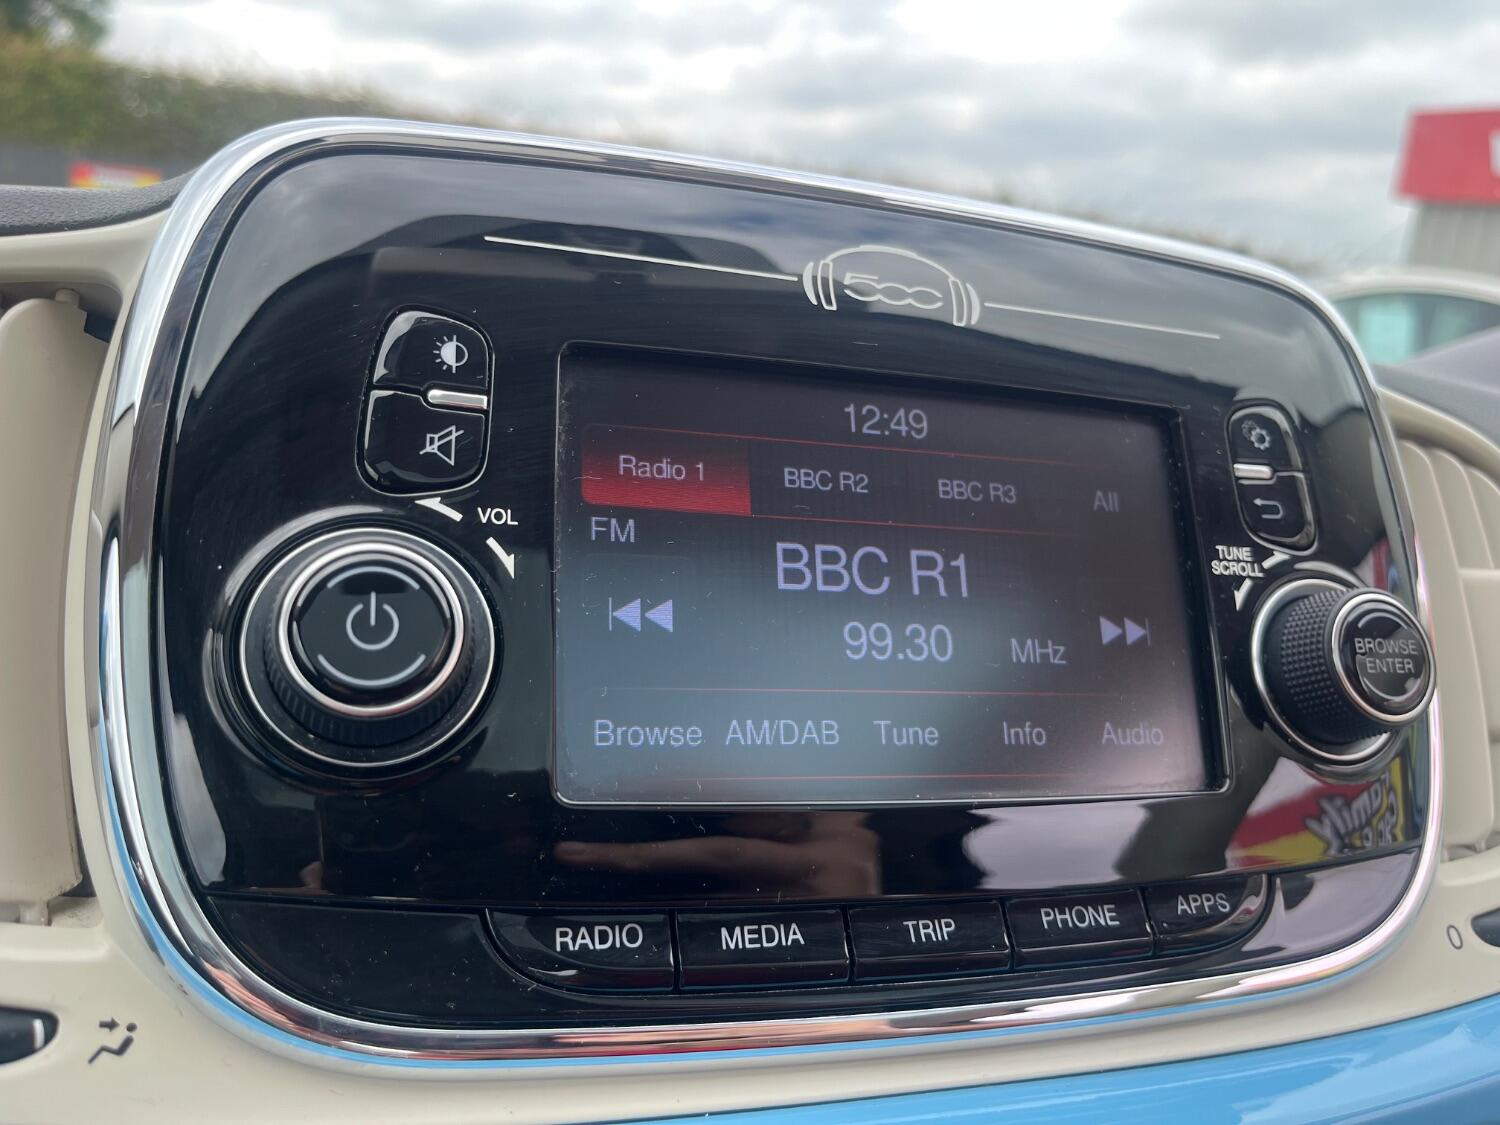 500
12:49
Radio 1 BBC R2 BBC R3 All
FM
BBC R1
99.30 MHz
Browse AM/DAB Tune Info Audio
VOL
TUNE
SCROLL
BROWSE
ENTER
RADIO MEDIA TRIP PHONE APPS
0